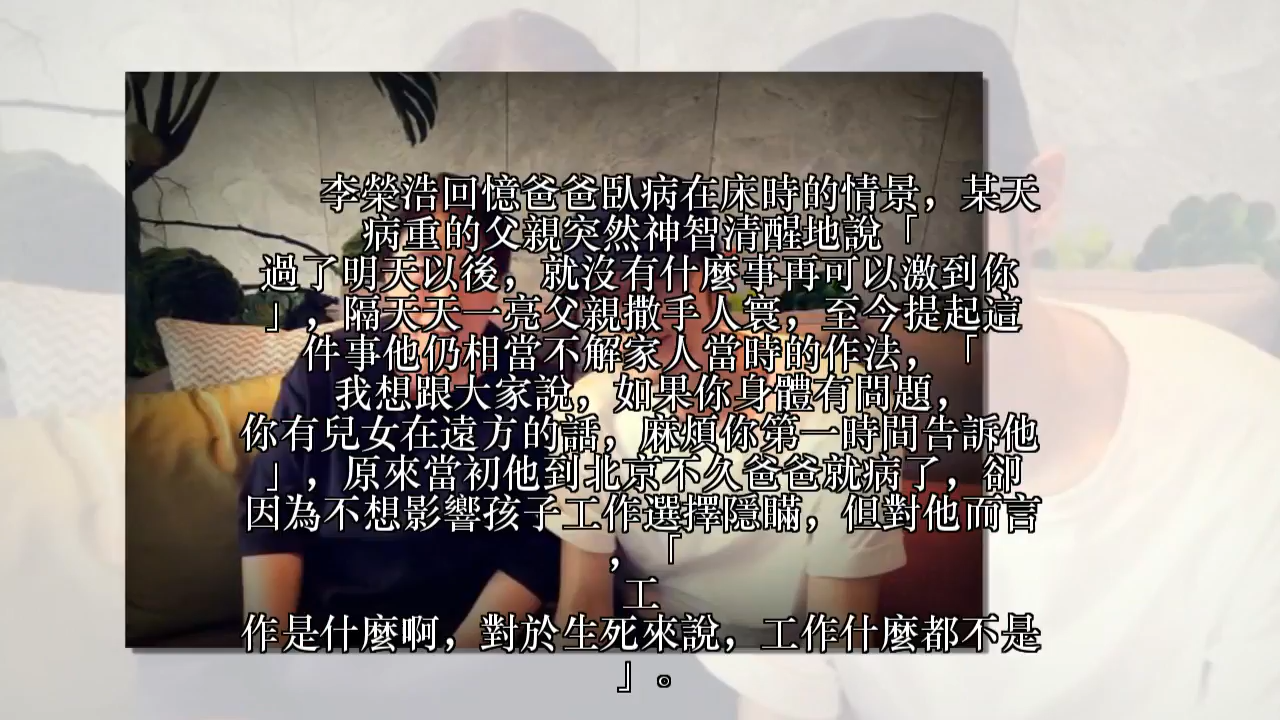 李榮浩回憶爸爸臥病在床時的情景，某天
病重的父親突然神智清醒地說「
過了明天以後，就沒有什麼事再可以激到你
」，隔天天一亮父親撒手人寰，至今提起這
件事他仍相當不解家人當時的作法，「
我想跟大家說，如果你身體有問題，
你有兒女在遠方的話，麻煩你第一時間告訴他
」，原來當初他到北京不久爸爸就病了，卻
因為不想影響孩子工作選擇隱瞞，但對他而言
，「
工
作是什麼啊，對於生死來說，工作什麼都不是
」。